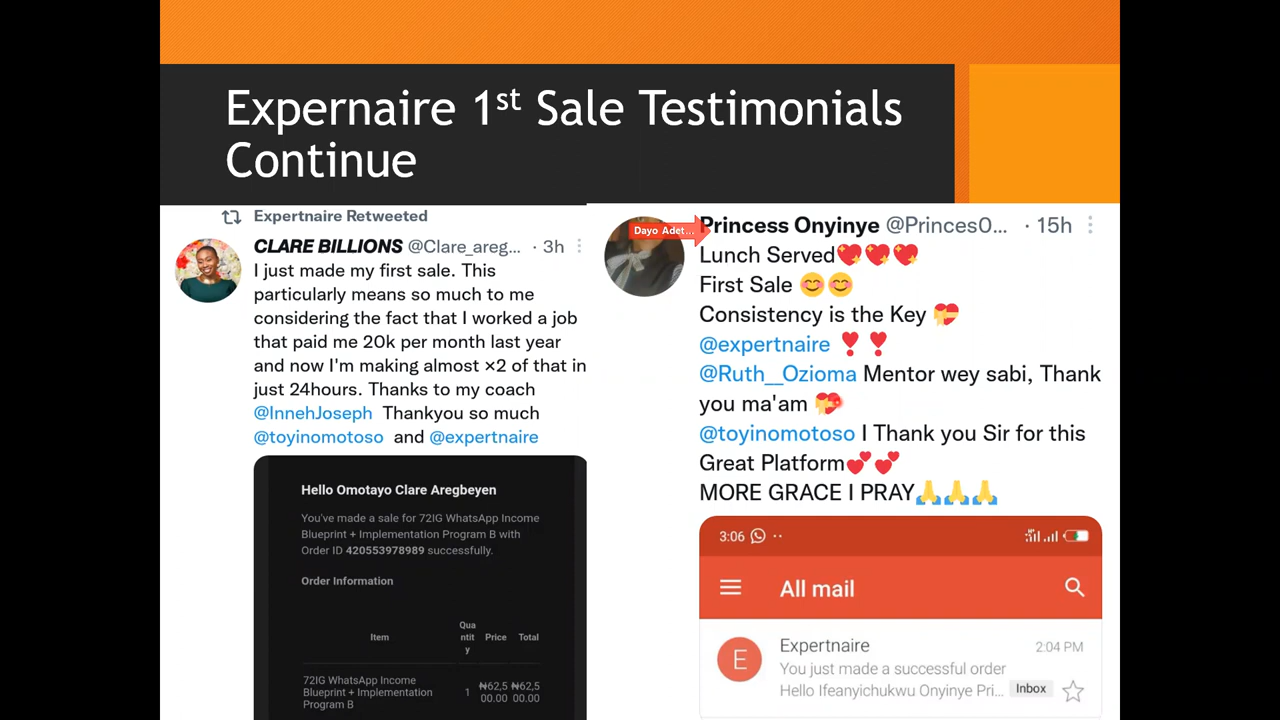 Expernaire 1st Sale Testimonials
Continue
Expertnaire Retweeted
CLARE BILLIONS @Clare_areg... · 3h
I just made my first sale. This
particularly means so much to me
considering the fact that I worked a job
that paid me 20k per month last year
and now I'm making almost ×2 of that in
just 24hours. Thanks to my coach
@InnehJoseph Thankyou so much
@toyinomotoso and @expertnaire
Hello Omotayo Clare Aregbeyen
You've made a sale for 72IG WhatsApp Income
Blueprint + Implementation Program B with
Order ID 420553978989 successfully.
Order Information
Item Qua
ntit
y Price Total
72IG WhatsApp Income
Blueprint + Implementation
Program B
1 ₦62,5
00.00 ₦62,5
00.00
Dayo Adet...
Princess Onyinye @PrincesO... · 15h
Lunch Served💖💖💖
First Sale 😊😊
Consistency is the Key 💝
@expertnaire ❣️ ❣️
@Ruth__Ozioma Mentor wey sabi, Thank
you ma'am 💝
@toyinomotoso I Thank you Sir for this
Great Platform💕💕
MORE GRACE I PRAY🙏🙏🙏
3:06
All mail
E
Expertnaire 2:04 PM
You just made a successful order
Hello Ifeanyichukwu Onyinye Pri... Inbox